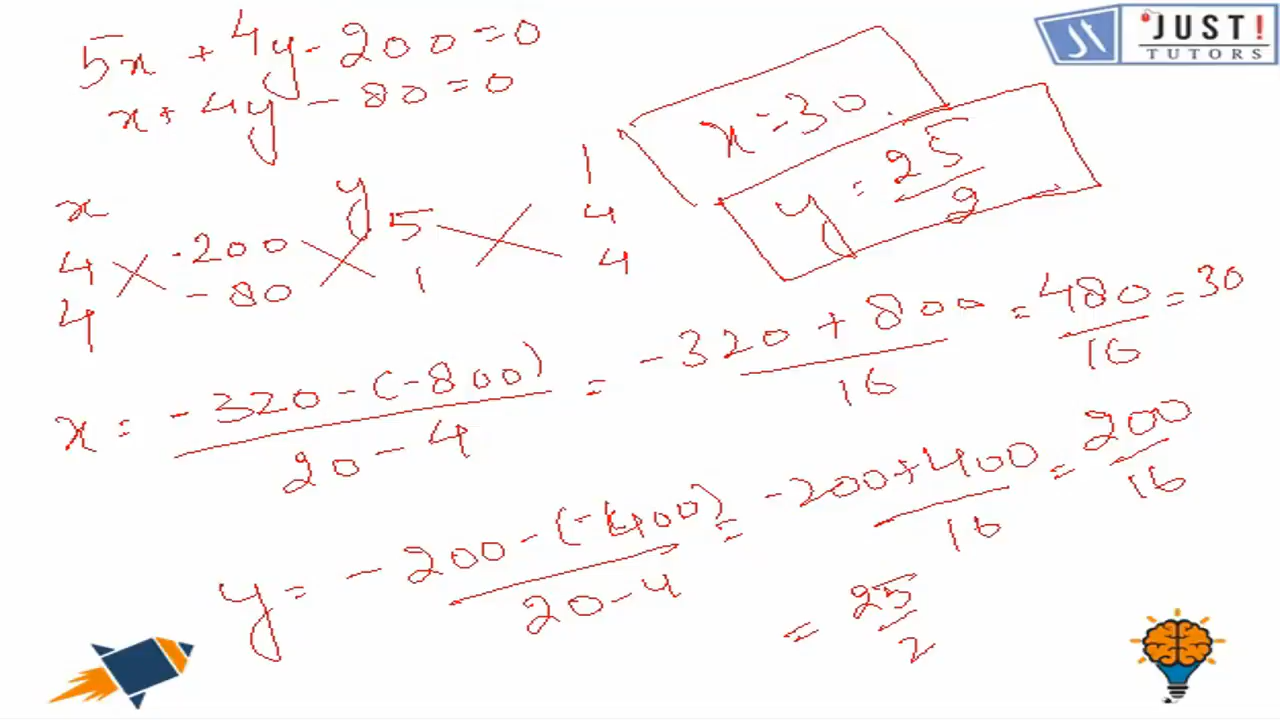 5x + 4y - 200 = 0
x + 4y - 80 = 0
JUST!
TUTORS
Jt
x = 30.
y = 25/2
x y 1
4 -200 5 4
4 -80 1 4
x = -320 - (-800) / 20 - 4 = -320 + 800 / 16 = 480/16 = 30
y = -200 - (-400) / 20 - 4 = -200 + 400 / 16 = 200/16
= 25/2